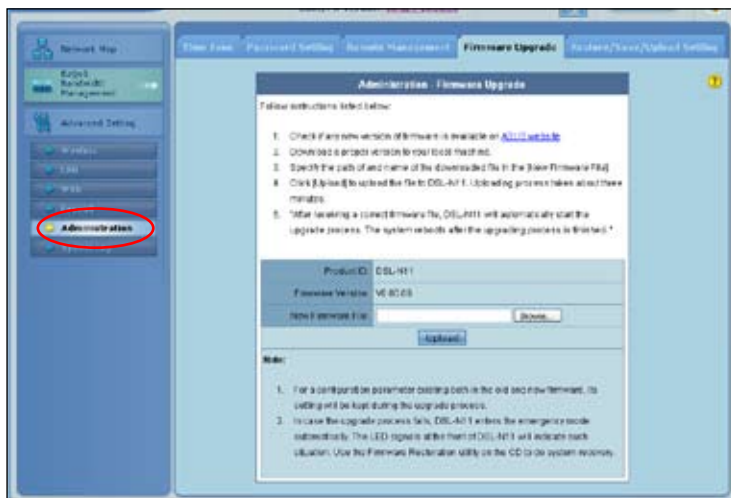 Network Map
Time Zone Password Setting Remote Management Firmware Upgrade Restore/Save/Upload Setting
Bandwidth
Management
Administration - Firmware Upgrade
Advanced Setting
Follow instructions listed below:
Wireless
LAN
WAN
Administration
1. Check if any new version of firmware is available on ASUS website
2. Download a proper version to your local machine.
3. Specify the path of and name of the downloaded file in the [New Firmware File]
4. Click [Upload] to upload the file to DSL-N11. Uploading process takes about three
minutes.
5. "After receiving a correct firmware file, DSL-N11 will automatically start the
upgrade process. The system reboots after the upgrading process is finished. "
Product ID: DSL-N11
Firmware Version:
New Firmware File: Browse...
Upload
Note:
1. For a configuration parameter existing both in the old and new firmware, its
setting will be kept during the upgrade process.
2. In case the upgrade process fails, DSL-N11 enters the emergency mode
automatically. The LED signals at the front of DSL-N11 will indicate such
situation. Use the Firmware Restoration utility on the CD to do system recovery.